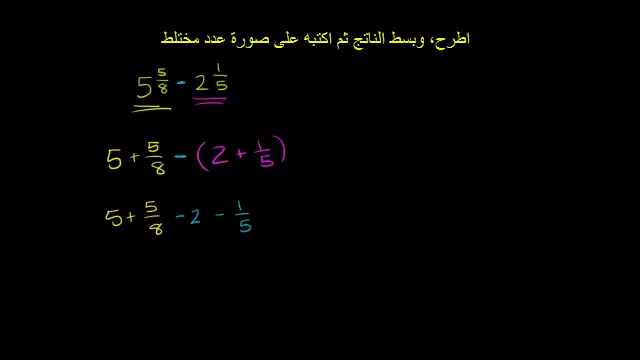 اطرح، وبسط الناتج ثم اكتبه على صورة عدد مختلط
5 5/8 - 2 1/5
5 + 5/8 - (2 + 1/5)
5 + 5/8 - 2 - 1/5